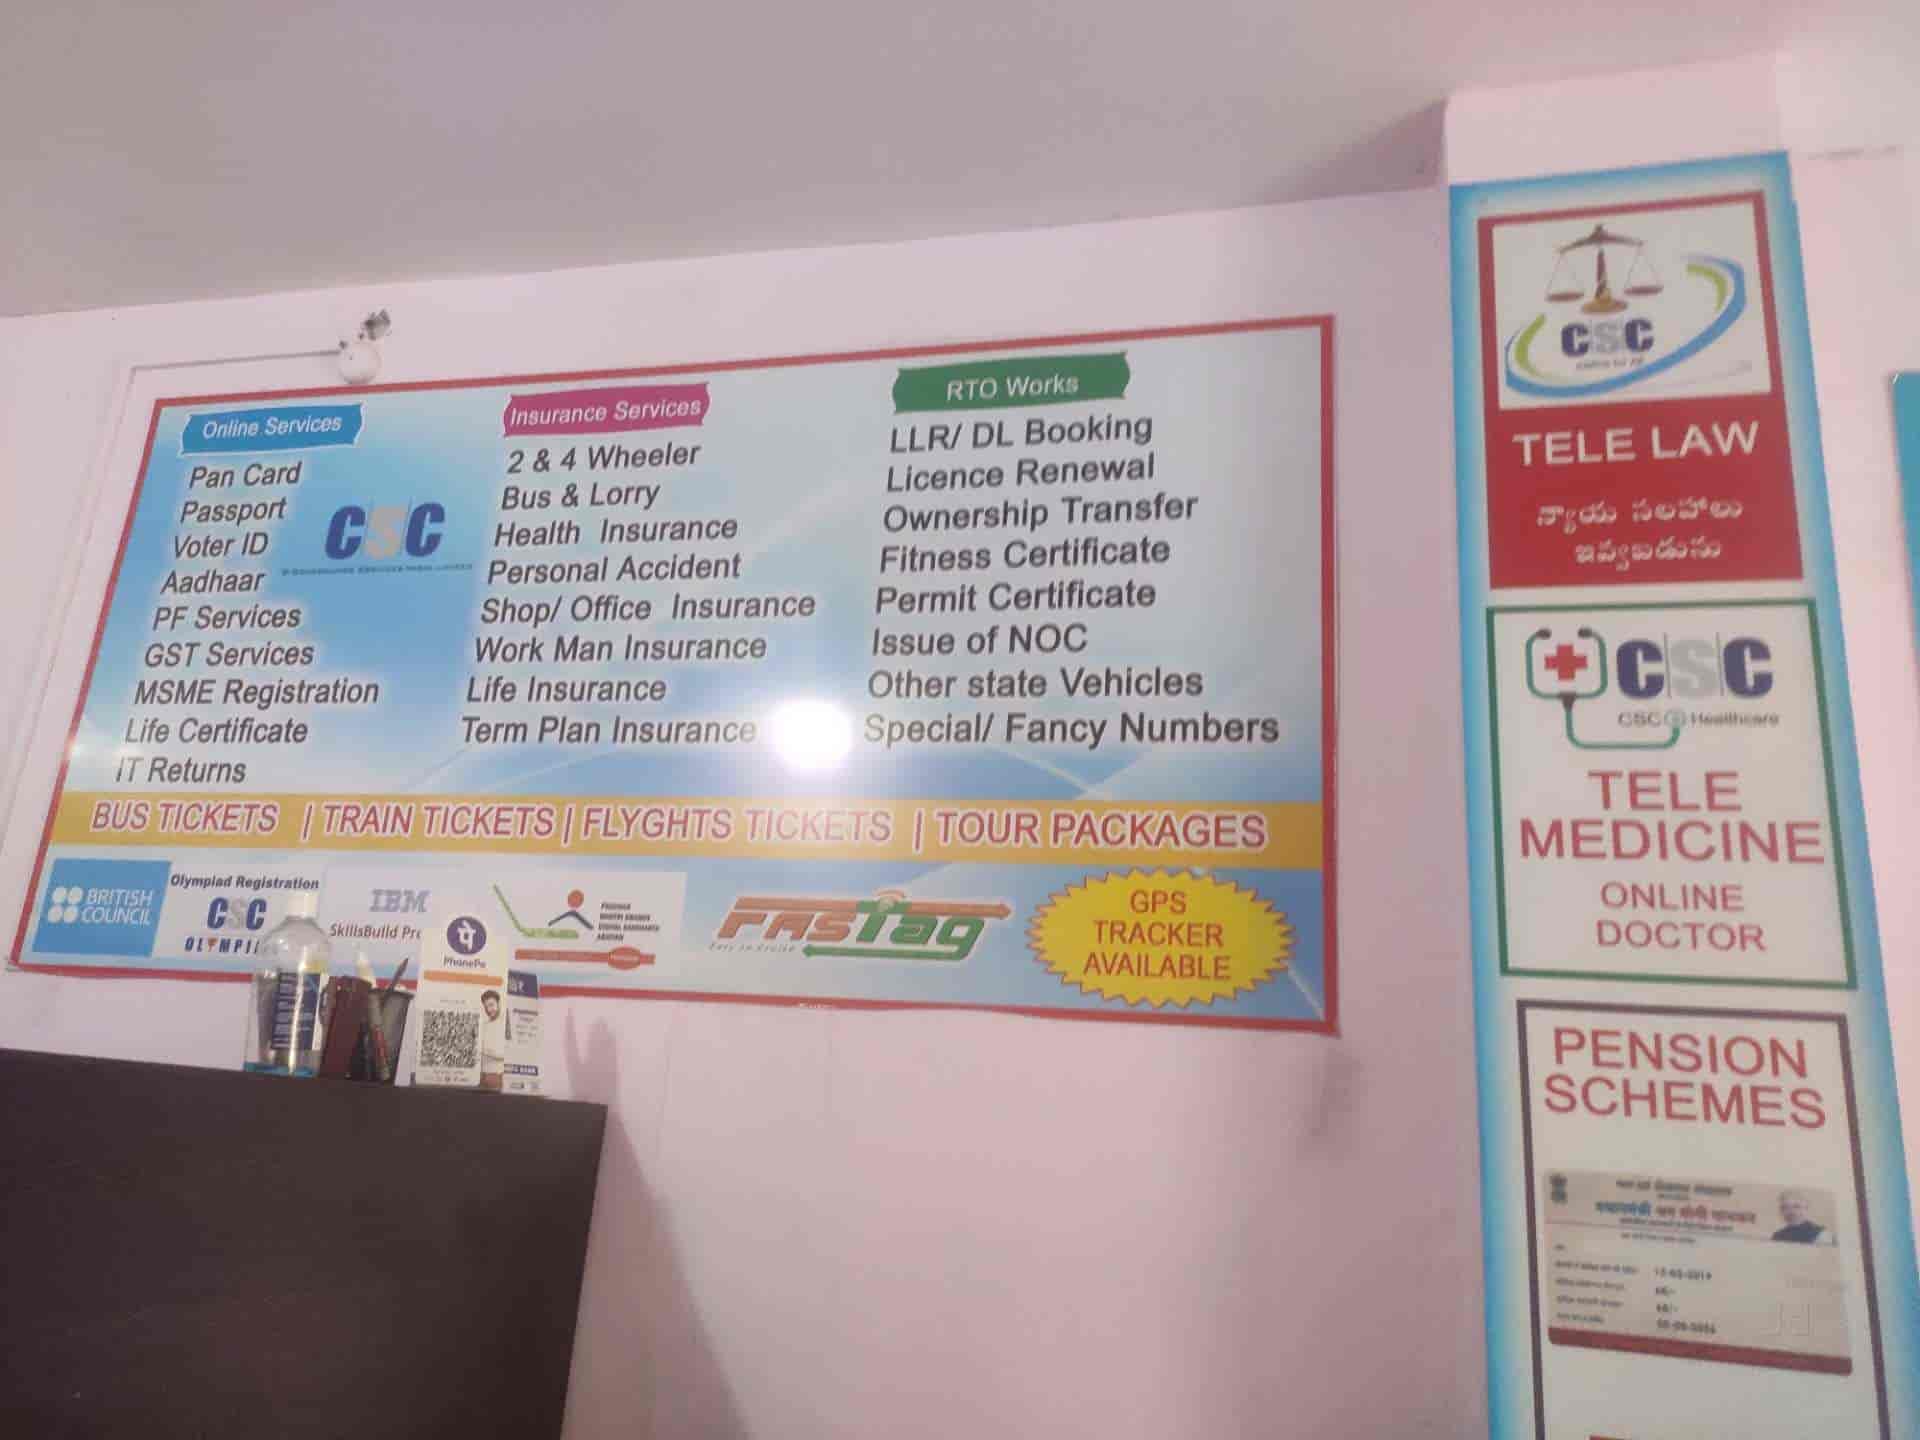 Online Services
Pan Card
Passport
Voter ID
Aadhaar
PF Services
GST Services
MSME Registration
Life Certificate
IT Returns
CSC
Insurance Services
2 & 4 Wheeler
Bus & Lorry
Health Insurance
Personal Accident
Shop/ Office Insurance
Work Man Insurance
Life Insurance
Term Plan Insurance
RTO Works
LLR/ DL Booking
Licence Renewal
Ownership Transfer
Fitness Certificate
Permit Certificate
Issue of NOC
Other state Vehicles
Special/ Fancy Numbers
BUS TICKETS | TRAIN TICKETS | FLYGHTS TICKETS | TOUR PACKAGES
BRITISH
COUNCIL
Olympiad Registration
CSC
IBM
SkillsBuild
PhonePe
FASTag
GPS
TRACKER
AVAILABLE
CSC
TELE LAW
న్యాయ సలహాలు
ఇవ్వబడును
CSC
CSC Healthcare
TELE
MEDICINE
ONLINE
DOCTOR
PENSION
SCHEMES